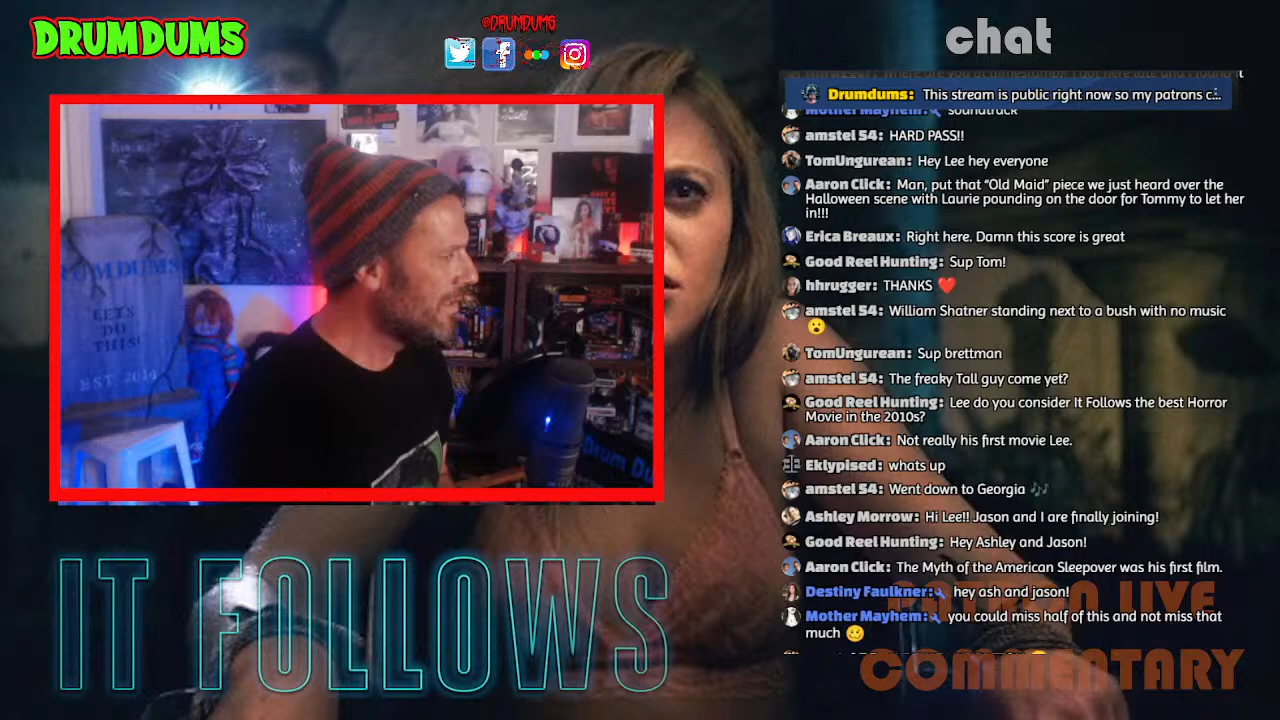 DRUMDUMS
@DRUMDUMS
chat
Drumdums: This stream is public right now so my patrons c...
Mother Mayhem: soundtrack
amstel 54: HARD PASS!!
TomUngurean: Hey Lee hey everyone
Aaron Click: Man, put that “Old Maid” piece we just heard over the
Halloween scene with Laurie pounding on the door for Tommy to let her
in!!!
Erica Breaux: Right here. Damn this score is great
Good Reel Hunting: Sup Tom!
hhrugger: THANKS ❤️
amstel 54: William Shatner standing next to a bush with no music
😮
TomUngurean: Sup brettman
amstel 54: The freaky Tall guy come yet?
Good Reel Hunting: Lee do you consider It Follows the best Horror
Movie in the 2010s?
Aaron Click: Not really his first movie Lee.
Eklypised: whats up
amstel 54: Went down to Georgia 🎶
Ashley Morrow: Hi Lee!! Jason and I are finally joining!
Good Reel Hunting: Hey Ashley and Jason!
Aaron Click: The Myth of the American Sleepover was his first film.
Destiny Faulkner: hey ash and jason!
Mother Mayhem: you could miss half of this and not miss that
much 🥴
DRUMDUMS
LET'S
DO
THIS!
EST 2014
Drum Du
IT FOLLOWS
PATREON LIVE
COMMENTARY